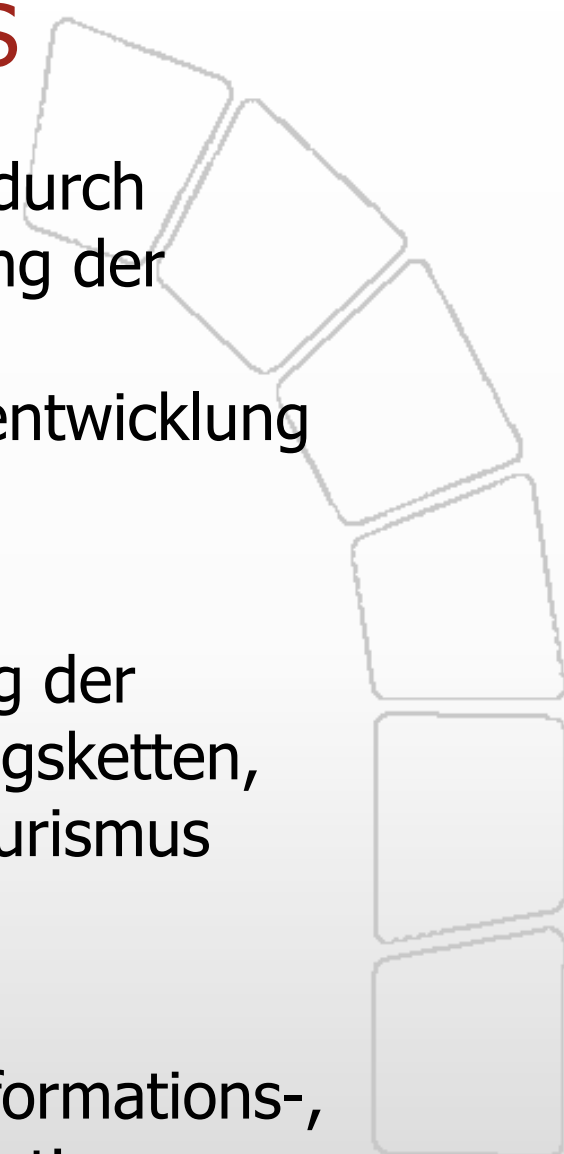 S
durch
ng der
entwicklung
g der
gsketten,
urismus
formations-,